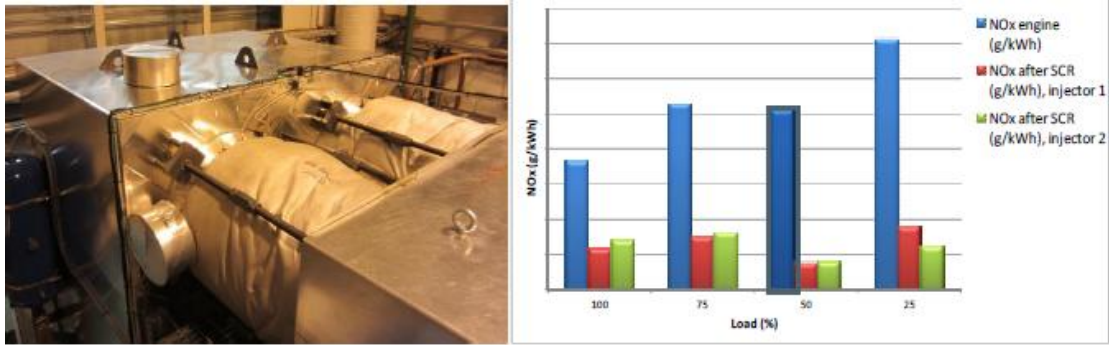 NOx engine
(g/kWh)
NOx after SCR
(g/kWh), injector 1
NOx after SCR
(g/kWh), injector 2
NOx (g/kWh)
100 75 50 25
Load (%)